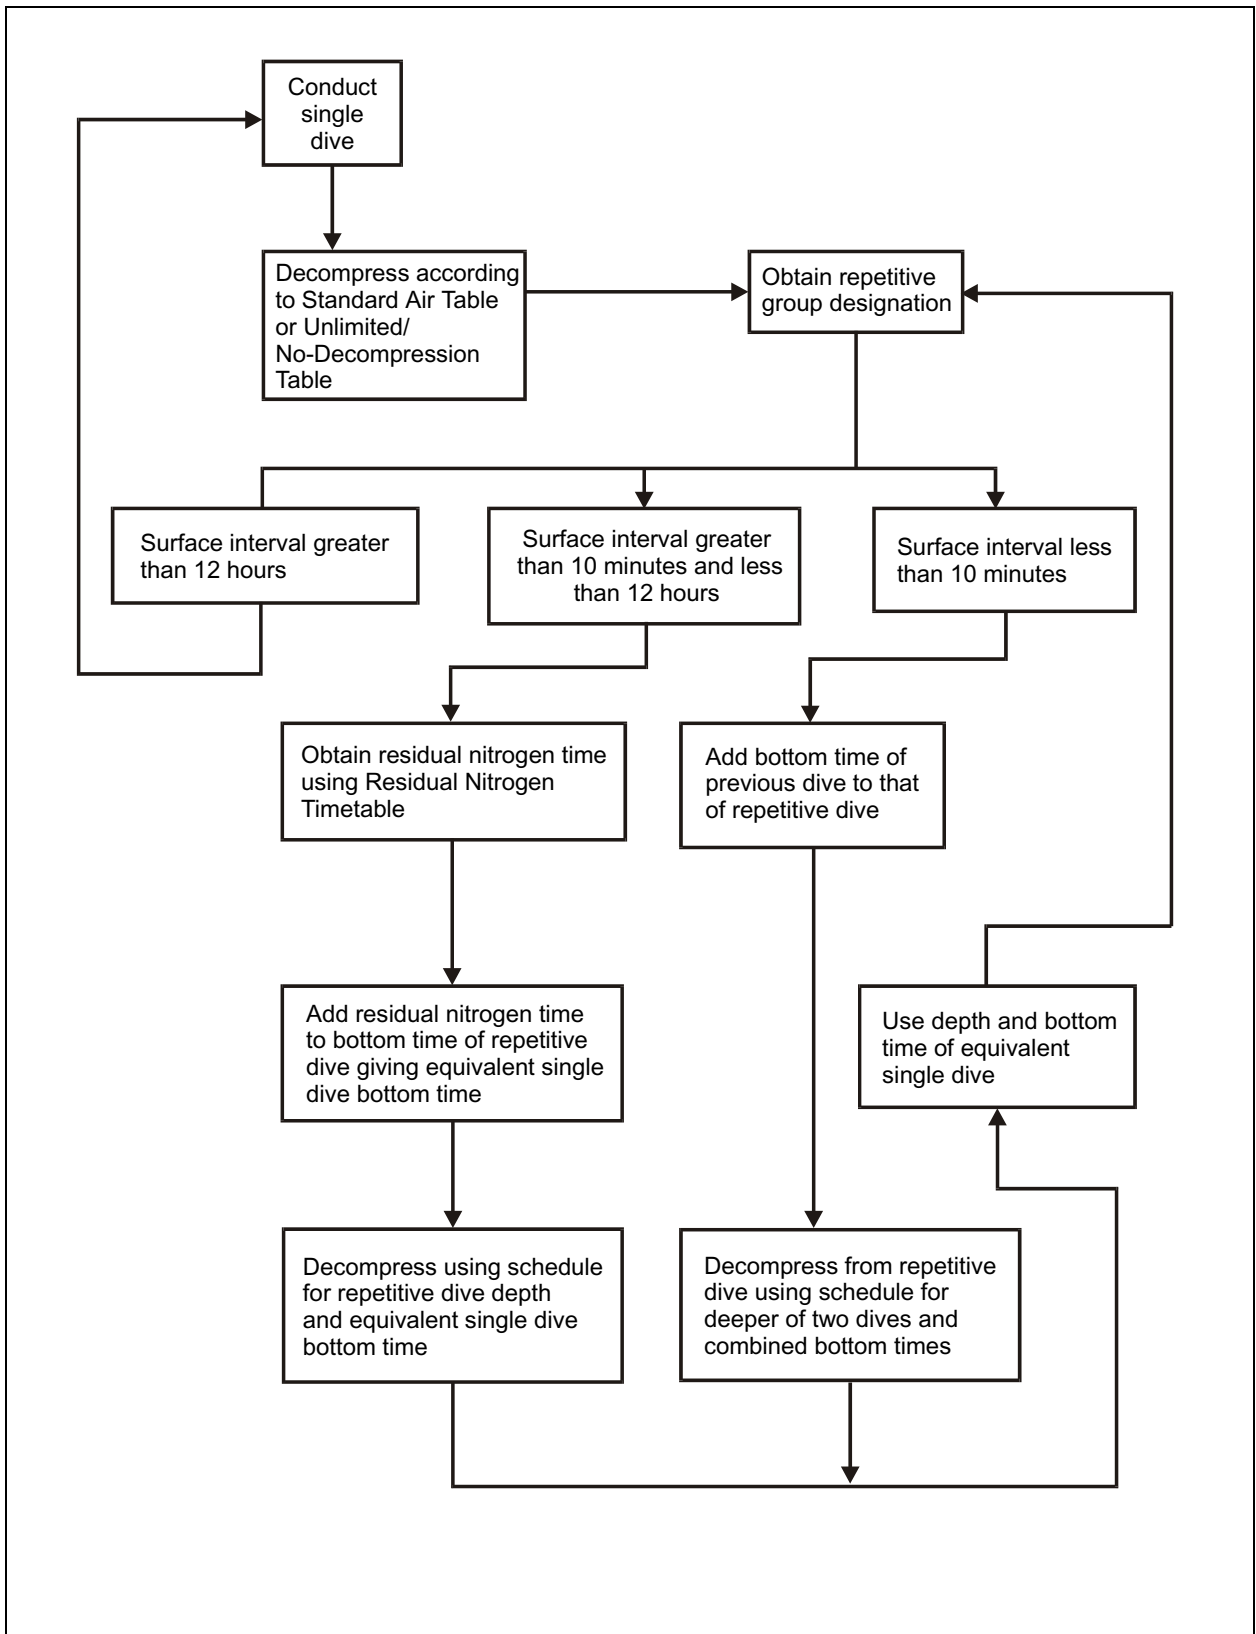 Conduct
single
dive
Decompress according
to Standard Air Table
or Unlimited/
No-Decompression
Table
Obtain repetitive
group designation
Surface interval greater
than 12 hours
Surface interval greater
than 10 minutes and less
than 12 hours
Surface interval less
than 10 minutes
Obtain residual nitrogen time
using Residual Nitrogen
Timetable
Add bottom time of
previous dive to that
of repetitive dive
Add residual nitrogen time
to bottom time of repetitive
dive giving equivalent single
dive bottom time
Use depth and bottom
time of equivalent
single dive
Decompress using schedule
for repetitive dive depth
and equivalent single dive
bottom time
Decompress from repetitive
dive using schedule for
deeper of two dives and
combined bottom times